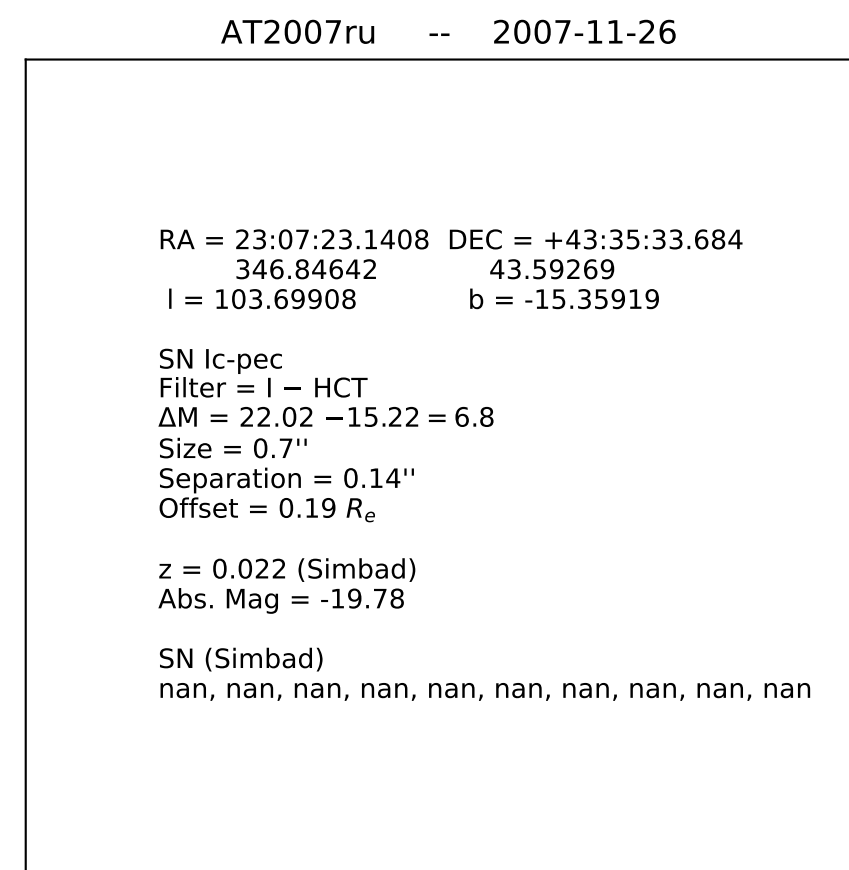 AT2007ru -- 2007-11-26
RA = 23:07:23.1408 DEC = +43:35:33.684
346.84642 43.59269
l = 103.69908 b = -15.35919
SN Ic-pec
Filter = I − HCT
ΔM = 22.02 −15.22 = 6.8
Size = 0.7''
Separation = 0.14''
Offset = 0.19 Re
z = 0.022 (Simbad)
Abs. Mag = -19.78
SN (Simbad)
nan, nan, nan, nan, nan, nan, nan, nan, nan, nan